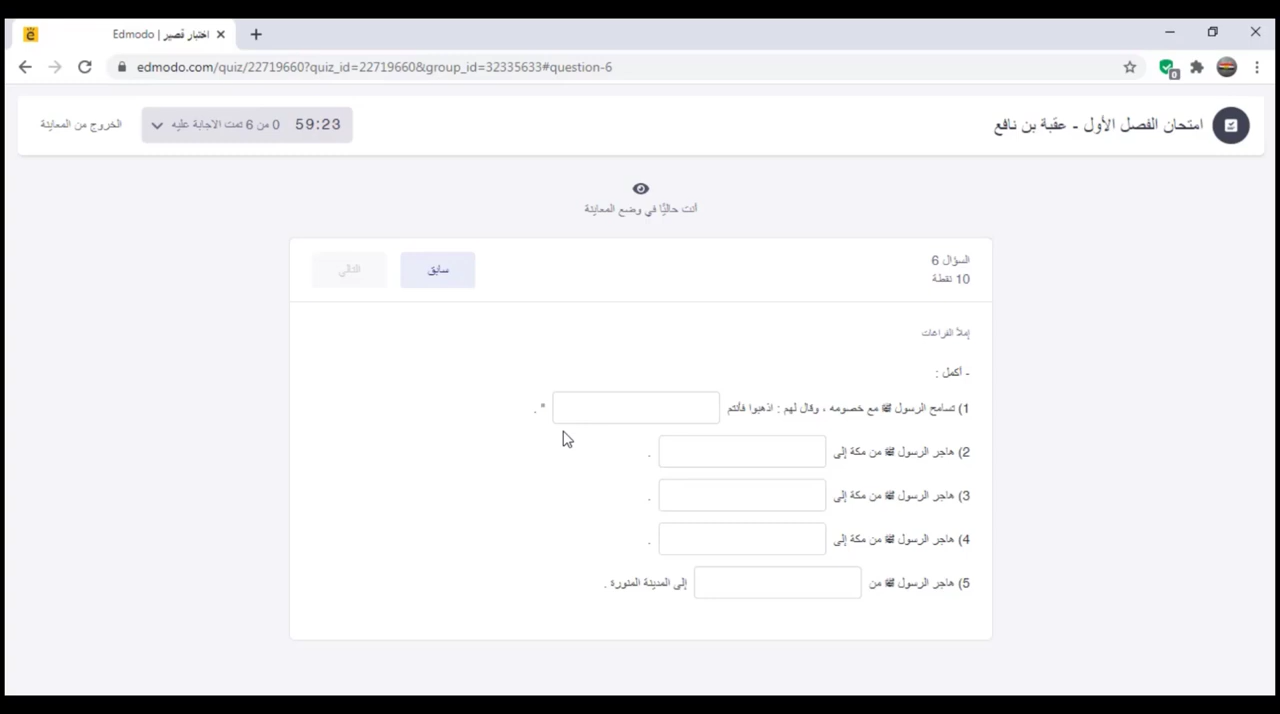 اختبار قصير | Edmodo
edmodo.com/quiz/22719660?quiz_id=22719660&group_id=32335633#question-6
0
امتحان الفصل الأول - عقبة بن نافع
59:23 0 من 6 تمت الاجابة عليه
الخروج من المعاينة
أنت حاليًا في وضع المعاينة
السؤال 6
10 نقطة
سابق
التالي
إملأ الفراغات
- أكمل :
1) تسامح الرسول ﷺ مع خصومه ، وقال لهم : اذهبوا فأنتم " .
2) هاجر الرسول ﷺ من مكة إلى .
3) هاجر الرسول ﷺ من مكة إلى .
4) هاجر الرسول ﷺ من مكة إلى .
5) هاجر الرسول ﷺ من إلى المدينة المنورة .